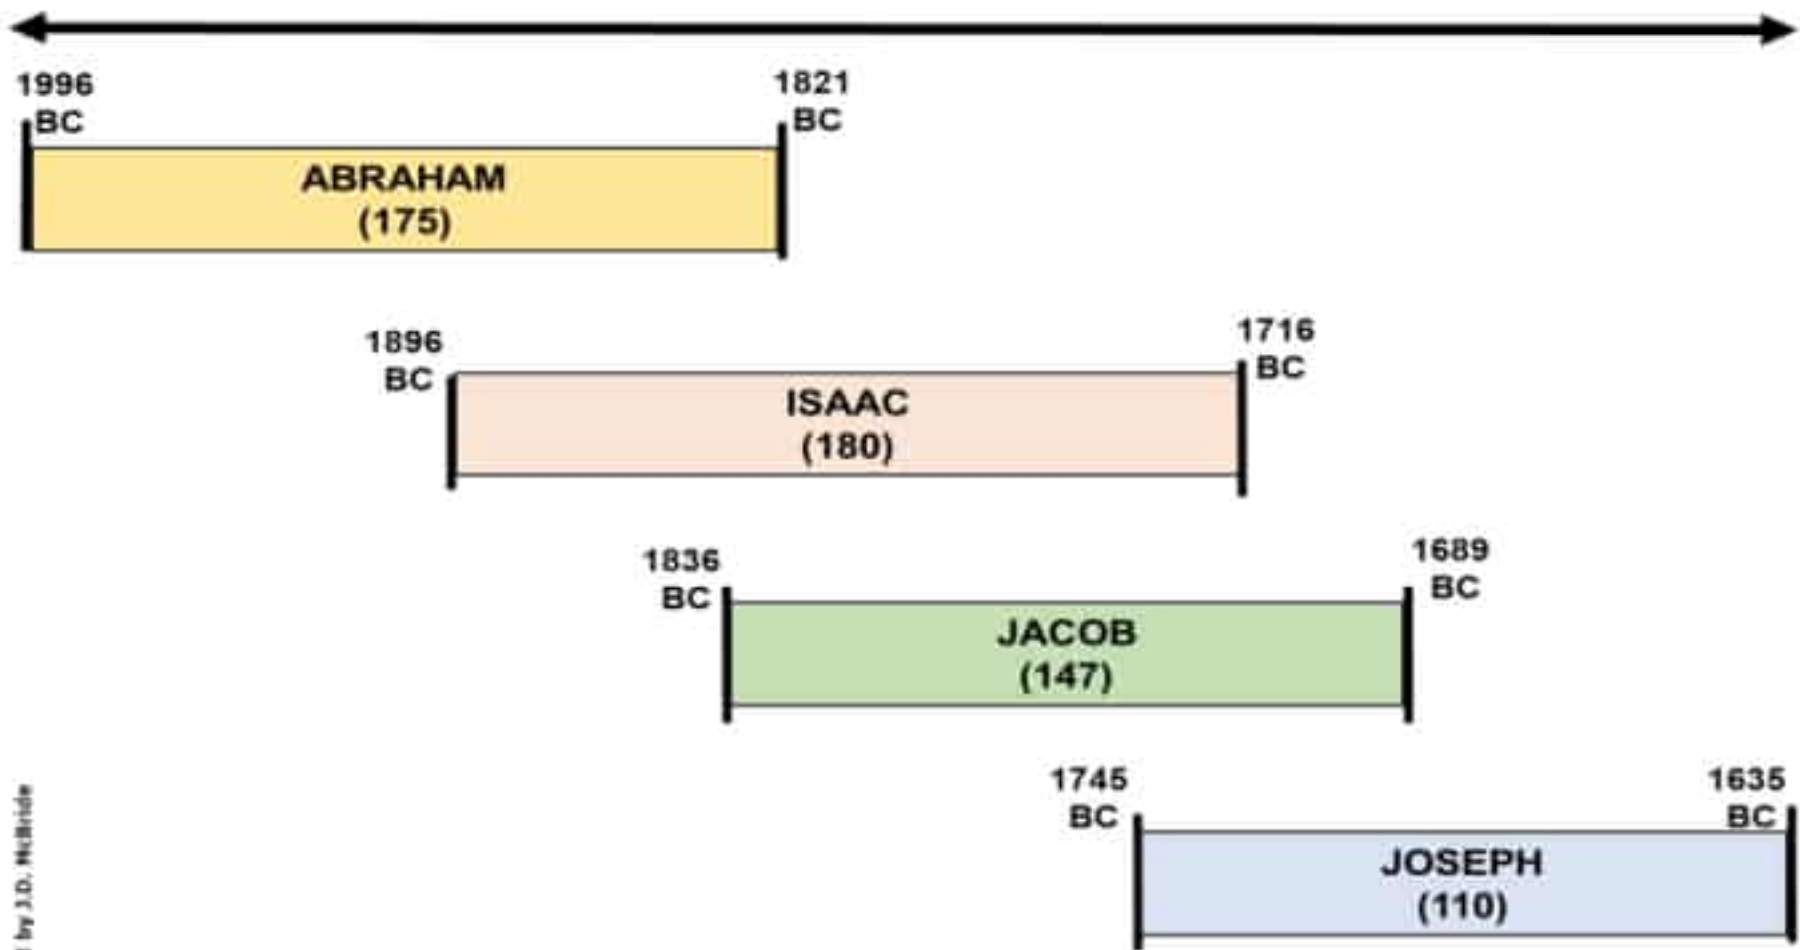 1996
BC
1821
BC
ABRAHAM
(175)
1896
BC
1716
BC
ISAAC
(180)
1836
BC
1689
BC
JACOB
(147)
1745
BC
1635
BC
JOSEPH
(110)
by J.D. McBride